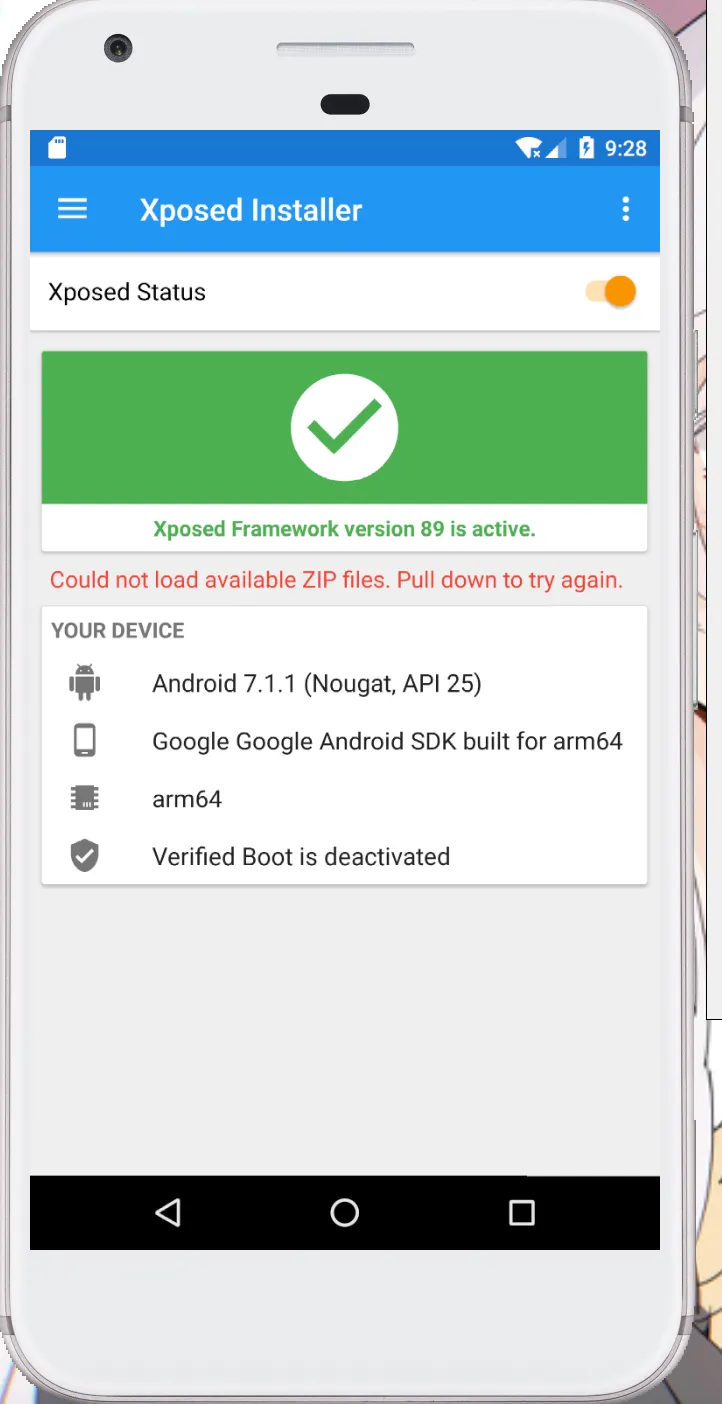 9:28
Xposed Installer
Xposed Status
Xposed Framework version 89 is active.
Could not load available ZIP files. Pull down to try again.
YOUR DEVICE
Android 7.1.1 (Nougat, API 25)
Google Google Android SDK built for arm64
arm64
Verified Boot is deactivated